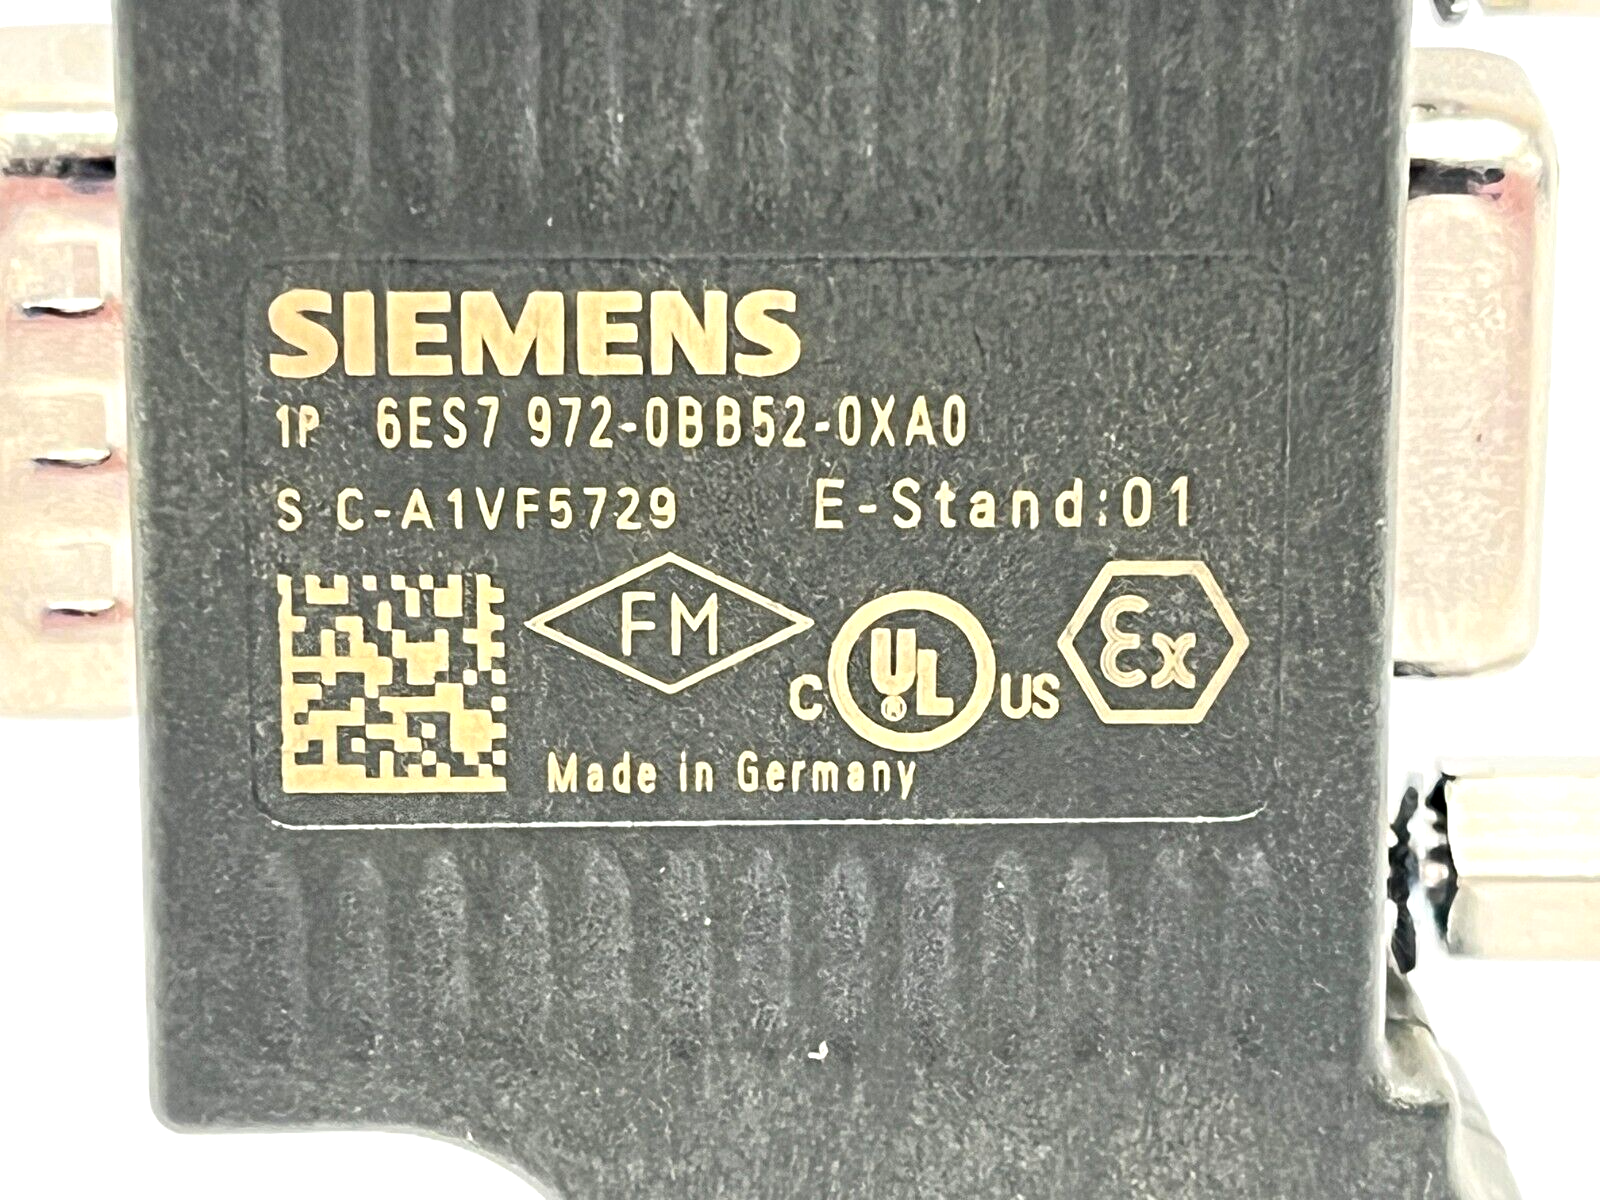 SIEMENS
1P 6ES7 972-0BB52-0XA0
S C-A1VF5729 E-Stand:01
FM
C UL® US
Ex
Made in Germany